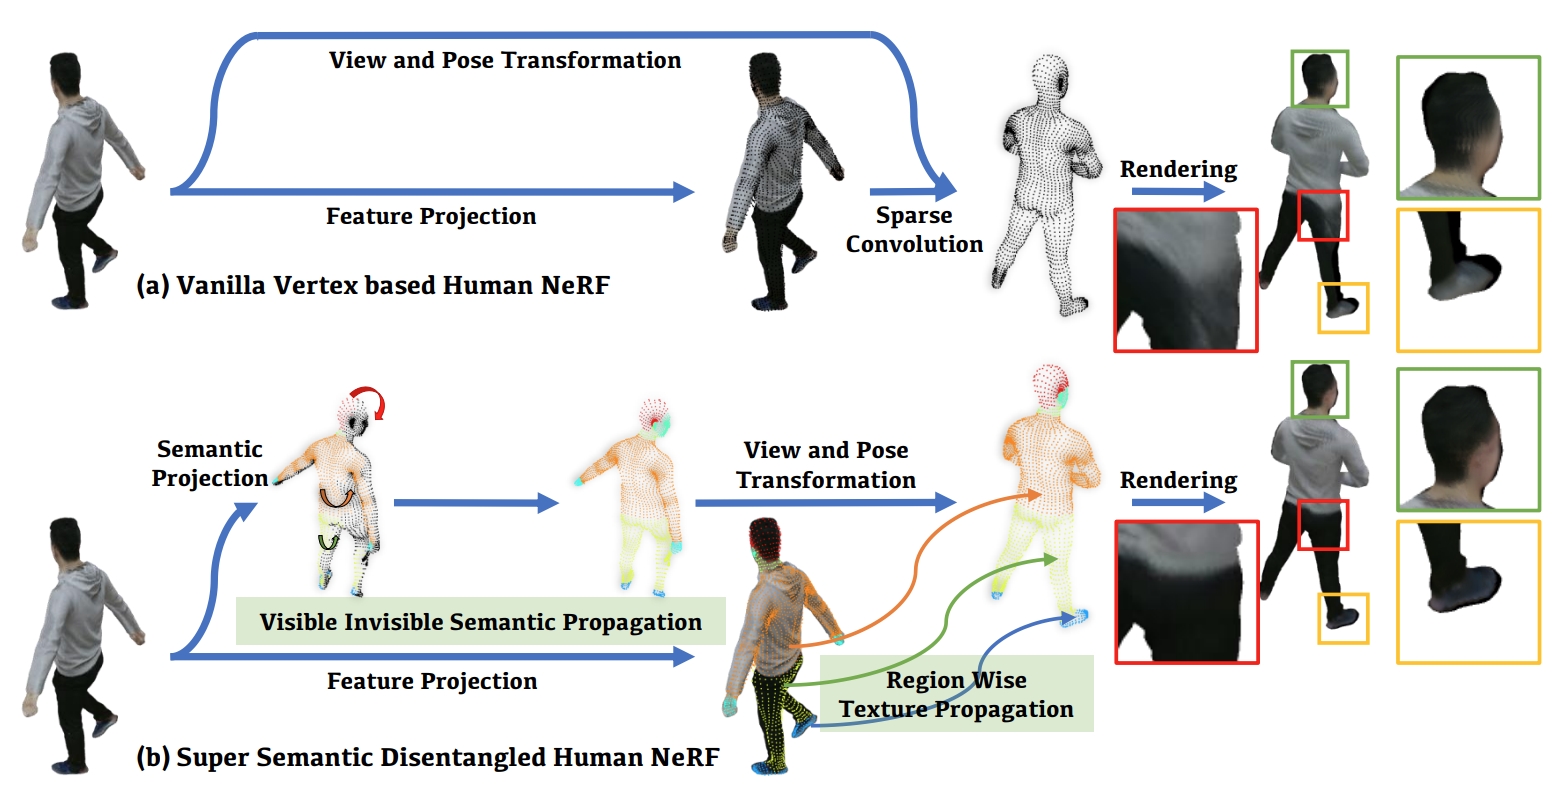 View and Pose Transformation
Feature Projection
Sparse
Convolution
Rendering
(a) Vanilla Vertex based Human NeRF
Semantic
Projection
View and Pose
Transformation
Rendering
Visible Invisible Semantic Propagation
Feature Projection
Region Wise
Texture Propagation
(b) Super Semantic Disentangled Human NeRF